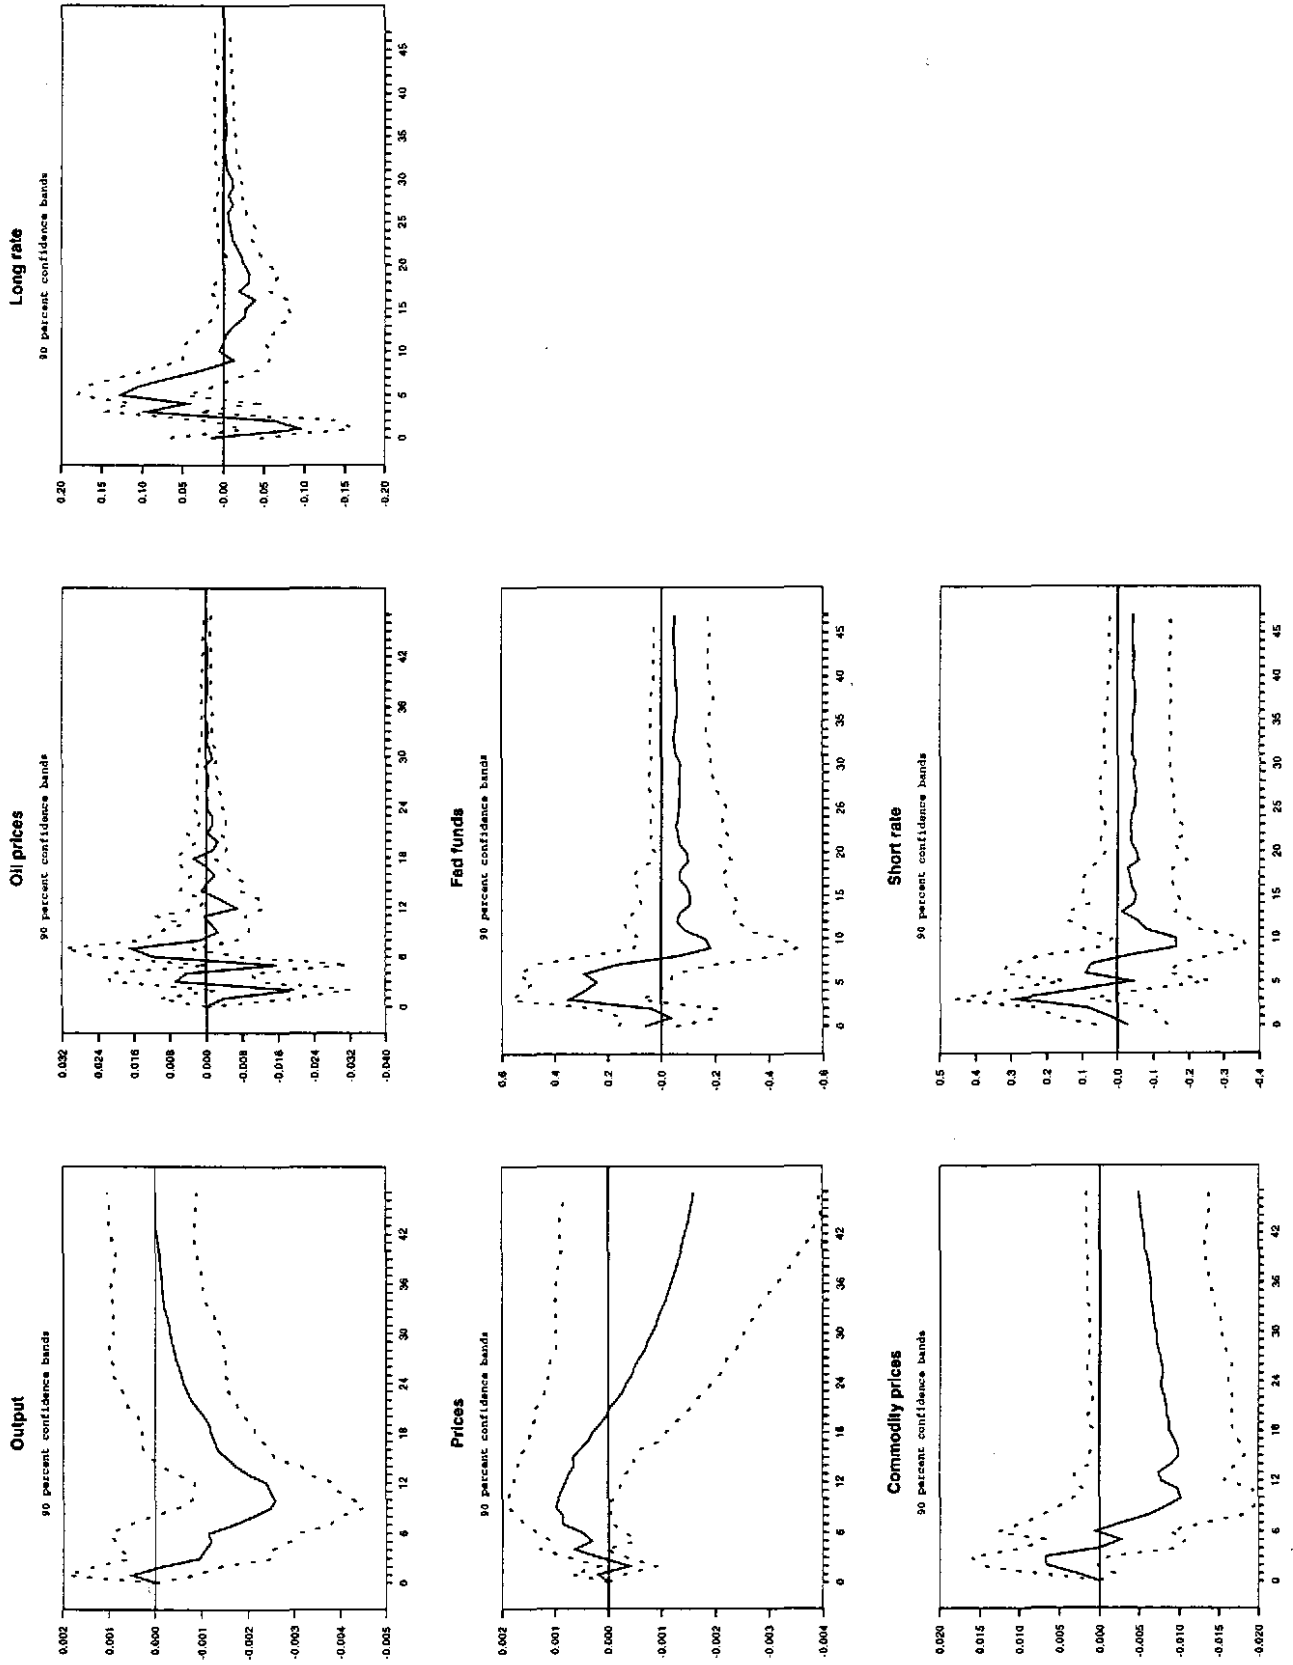 Output
90 percent confidence bands
0.002
0.001
0.000
-0.001
-0.002
-0.003
-0.004
-0.005
0 6 12 18 24 30 36 42
Oil prices
90 percent confidence bands
0.032
0.024
0.016
0.008
0.000
-0.008
-0.016
-0.024
-0.032
-0.040
0 6 12 18 24 30 36 42
Long rate
90 percent confidence bands
0.20
0.15
0.10
0.05
-0.00
-0.05
-0.10
-0.15
-0.20
0 5 10 15 20 25 30 35 40 45
Prices
90 percent confidence bands
0.002
0.001
0.000
-0.001
-0.002
-0.003
-0.004
0 6 12 18 24 30 36 42
Fed funds
90 percent confidence bands
0.6
0.4
0.2
-0.0
-0.2
-0.4
-0.6
0 5 10 15 20 25 30 35 40 45
Commodity prices
90 percent confidence bands
0.020
0.015
0.010
0.005
0.000
-0.005
-0.010
-0.015
-0.020
0 6 12 18 24 30 36 42
Short rate
90 percent confidence bands
0.5
0.4
0.3
0.2
0.1
-0.0
-0.1
-0.2
-0.3
-0.4
0 5 10 15 20 25 30 35 40 45